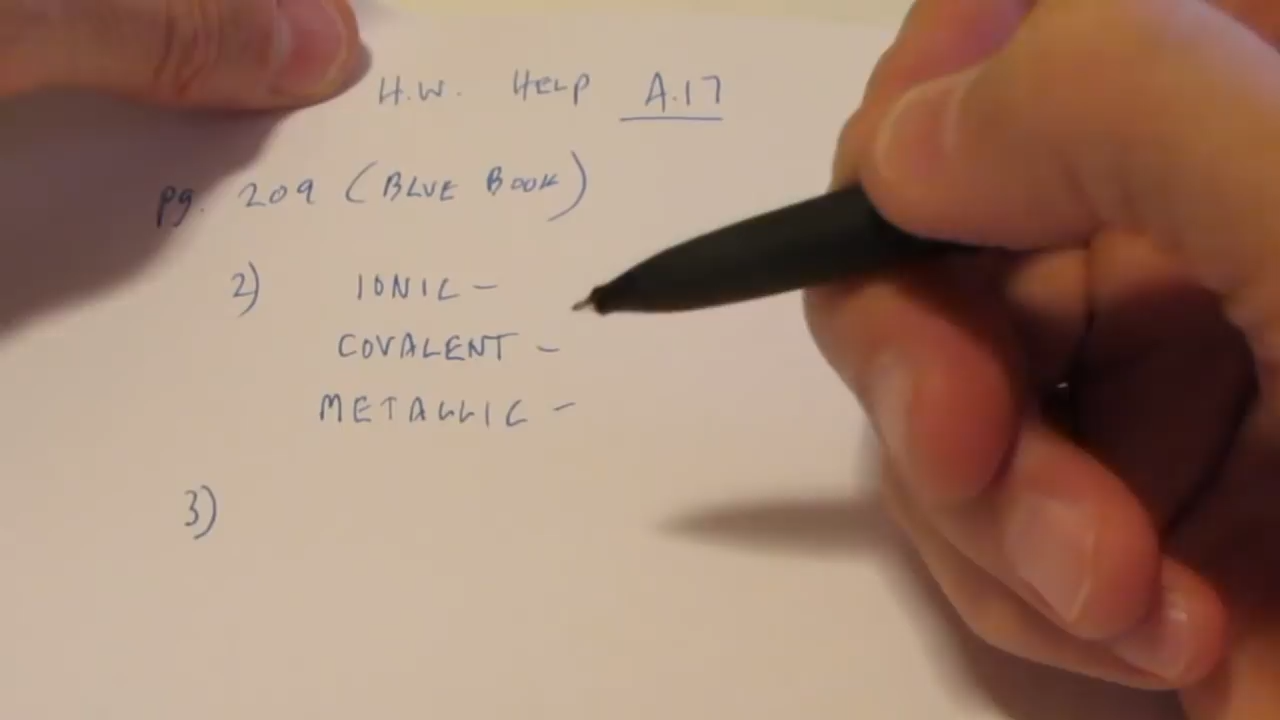 H.W. HELP A.17
pg. 209 (BLUE BOOK)
2) IONIC -
COVALENT -
METALLIC -
3)